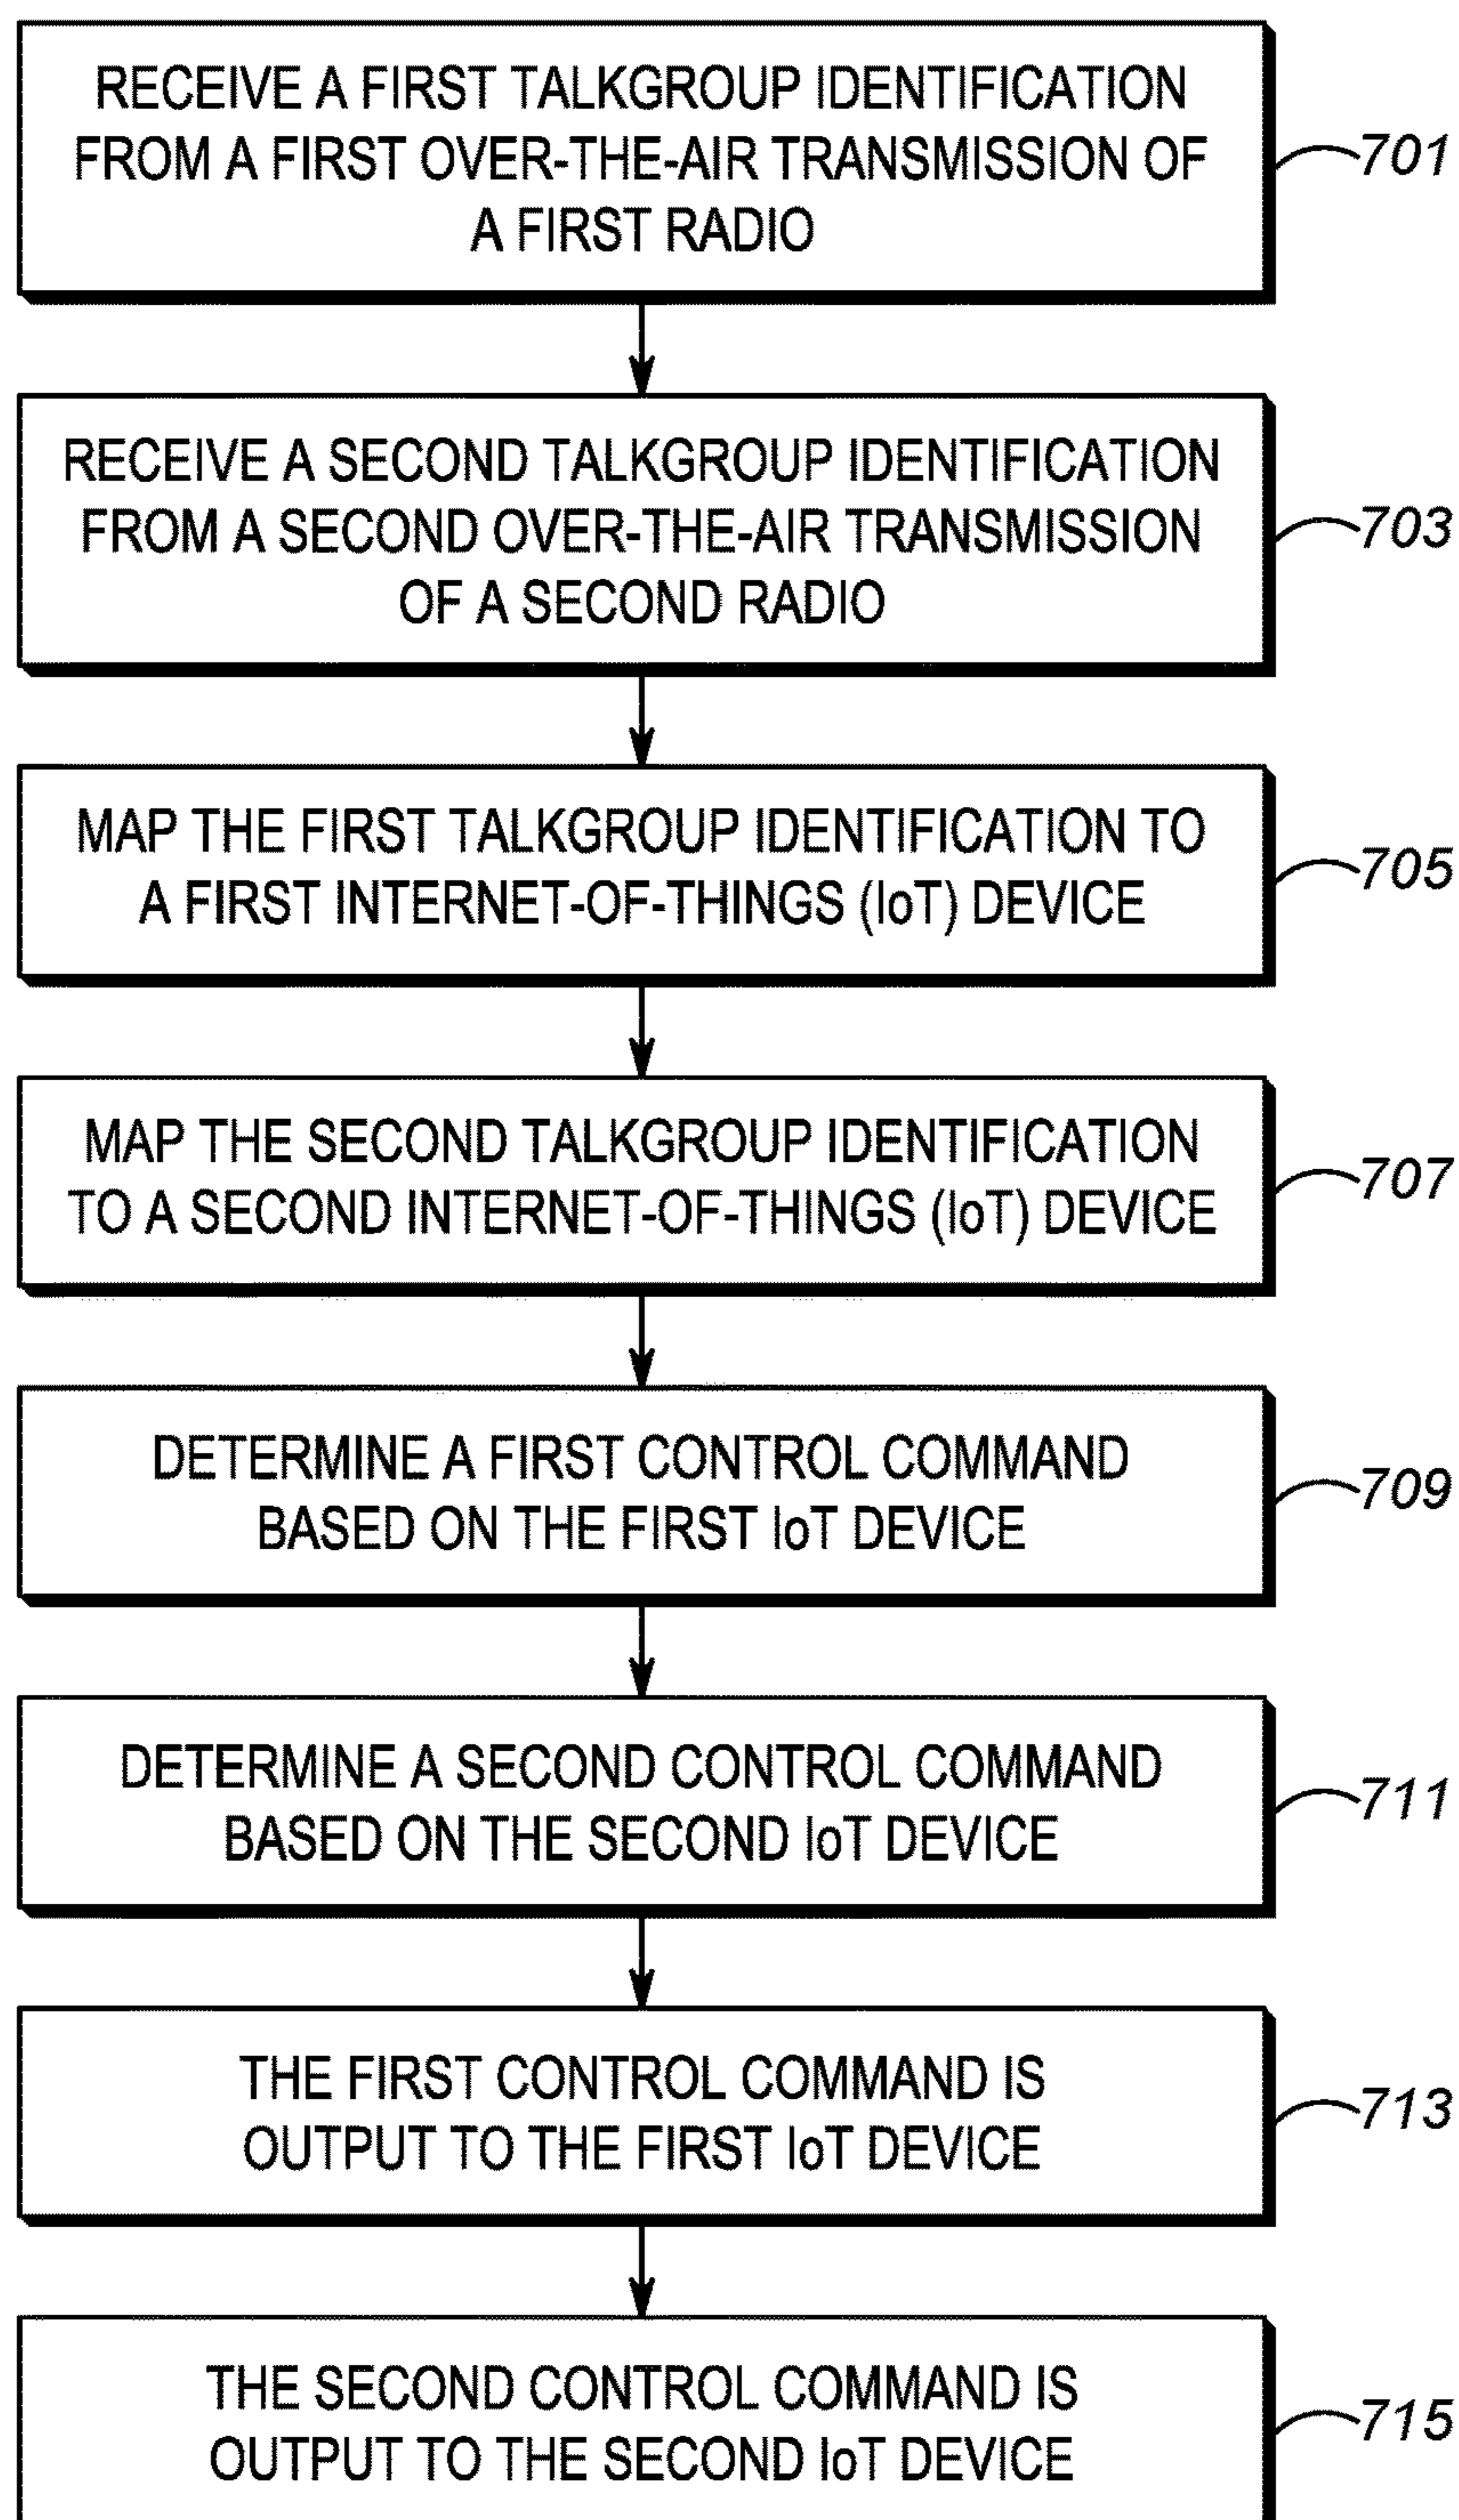 RECEIVE A FIRST TALKGROUP IDENTIFICATION
FROM A FIRST OVER-THE-AIR TRANSMISSION OF
A FIRST RADIO
701
RECEIVE A SECOND TALKGROUP IDENTIFICATION
FROM A SECOND OVER-THE-AIR TRANSMISSION
OF A SECOND RADIO
703
MAP THE FIRST TALKGROUP IDENTIFICATION TO
A FIRST INTERNET-OF-THINGS (IoT) DEVICE
705
MAP THE SECOND TALKGROUP IDENTIFICATION
TO A SECOND INTERNET-OF-THINGS (IoT) DEVICE
707
DETERMINE A FIRST CONTROL COMMAND
BASED ON THE FIRST IoT DEVICE
709
DETERMINE A SECOND CONTROL COMMAND
BASED ON THE SECOND IoT DEVICE
711
THE FIRST CONTROL COMMAND IS
OUTPUT TO THE FIRST IoT DEVICE
713
THE SECOND CONTROL COMMAND IS
OUTPUT TO THE SECOND IoT DEVICE
715